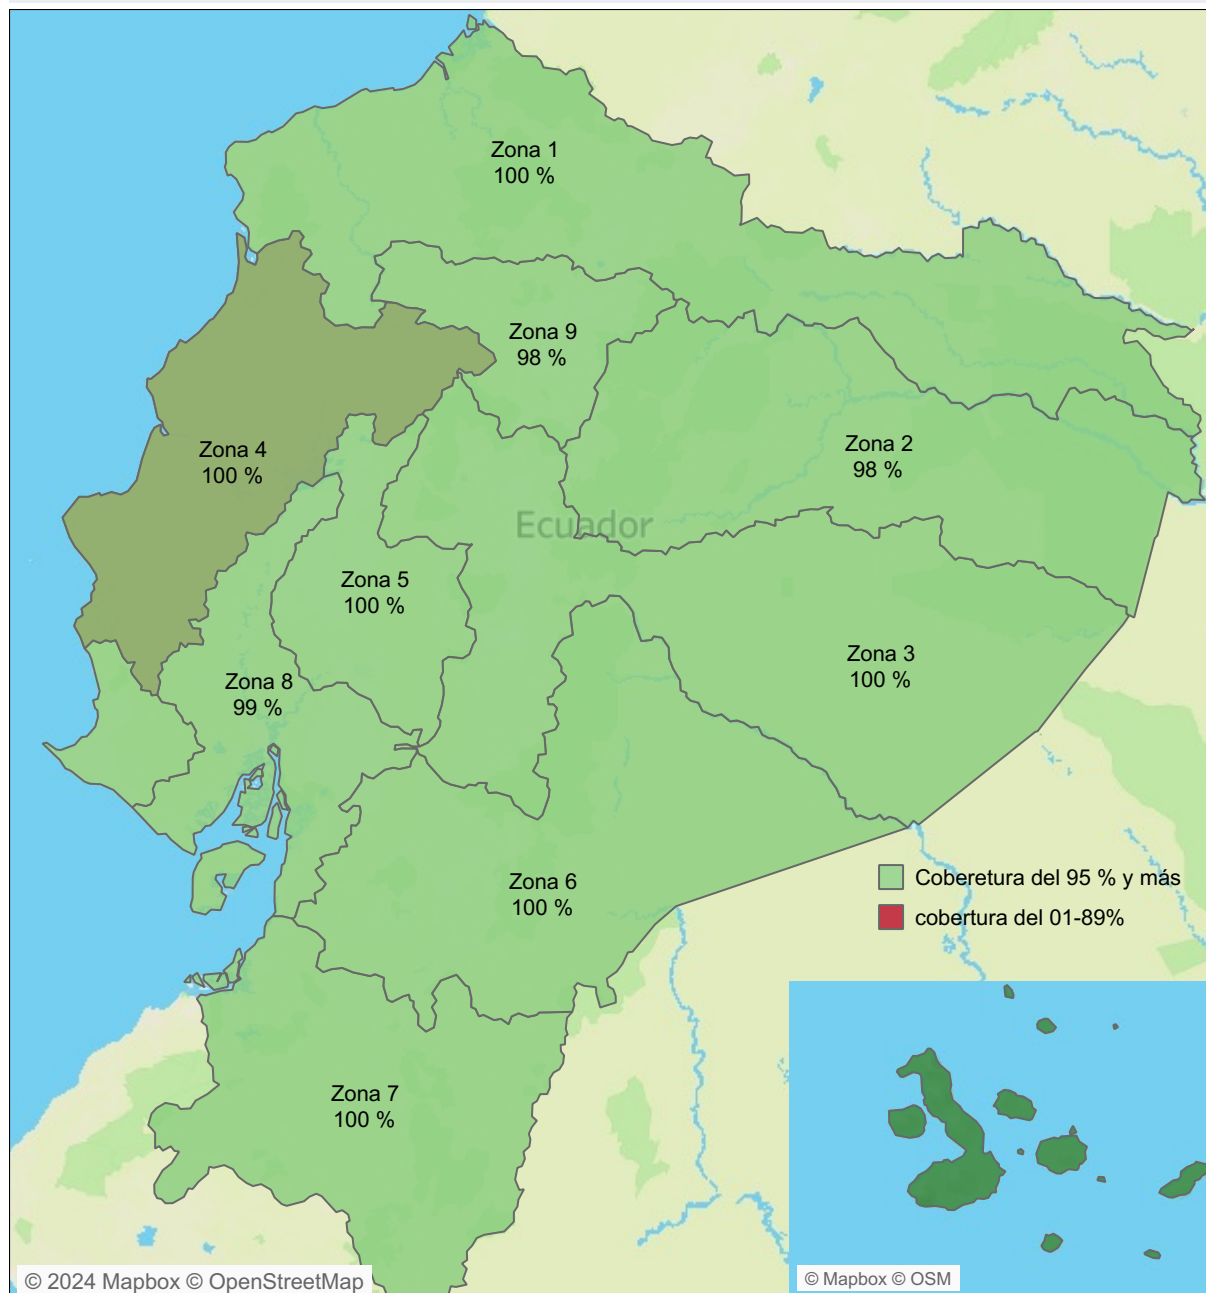 Zona 1
100 %
Zona 9
98 %
Zona 4
100 %
Zona 2
98 %
Ecuador
Zona 5
100 %
Zona 3
100 %
Zona 8
99 %
Zona 6
100 %
Coberetura del 95 % y más
cobertura del 01-89%
Zona 7
100 %
© 2024 Mapbox © OpenStreetMap
© Mapbox © OSM